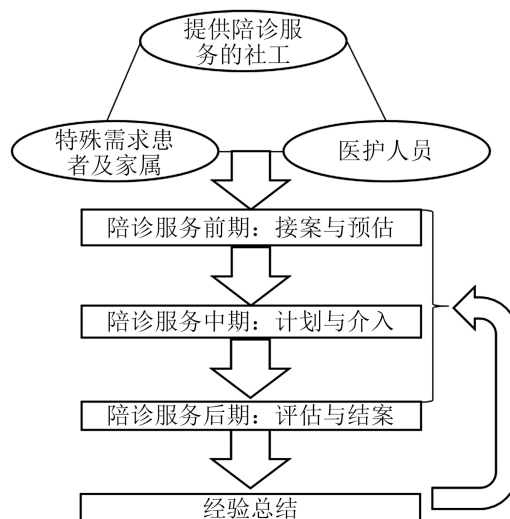 提供陪诊服
务的社工
特殊需求患
者及家属
医护人员
陪诊服务前期：接案与预估
陪诊服务中期：计划与介入
陪诊服务后期：评估与结案
经验总结